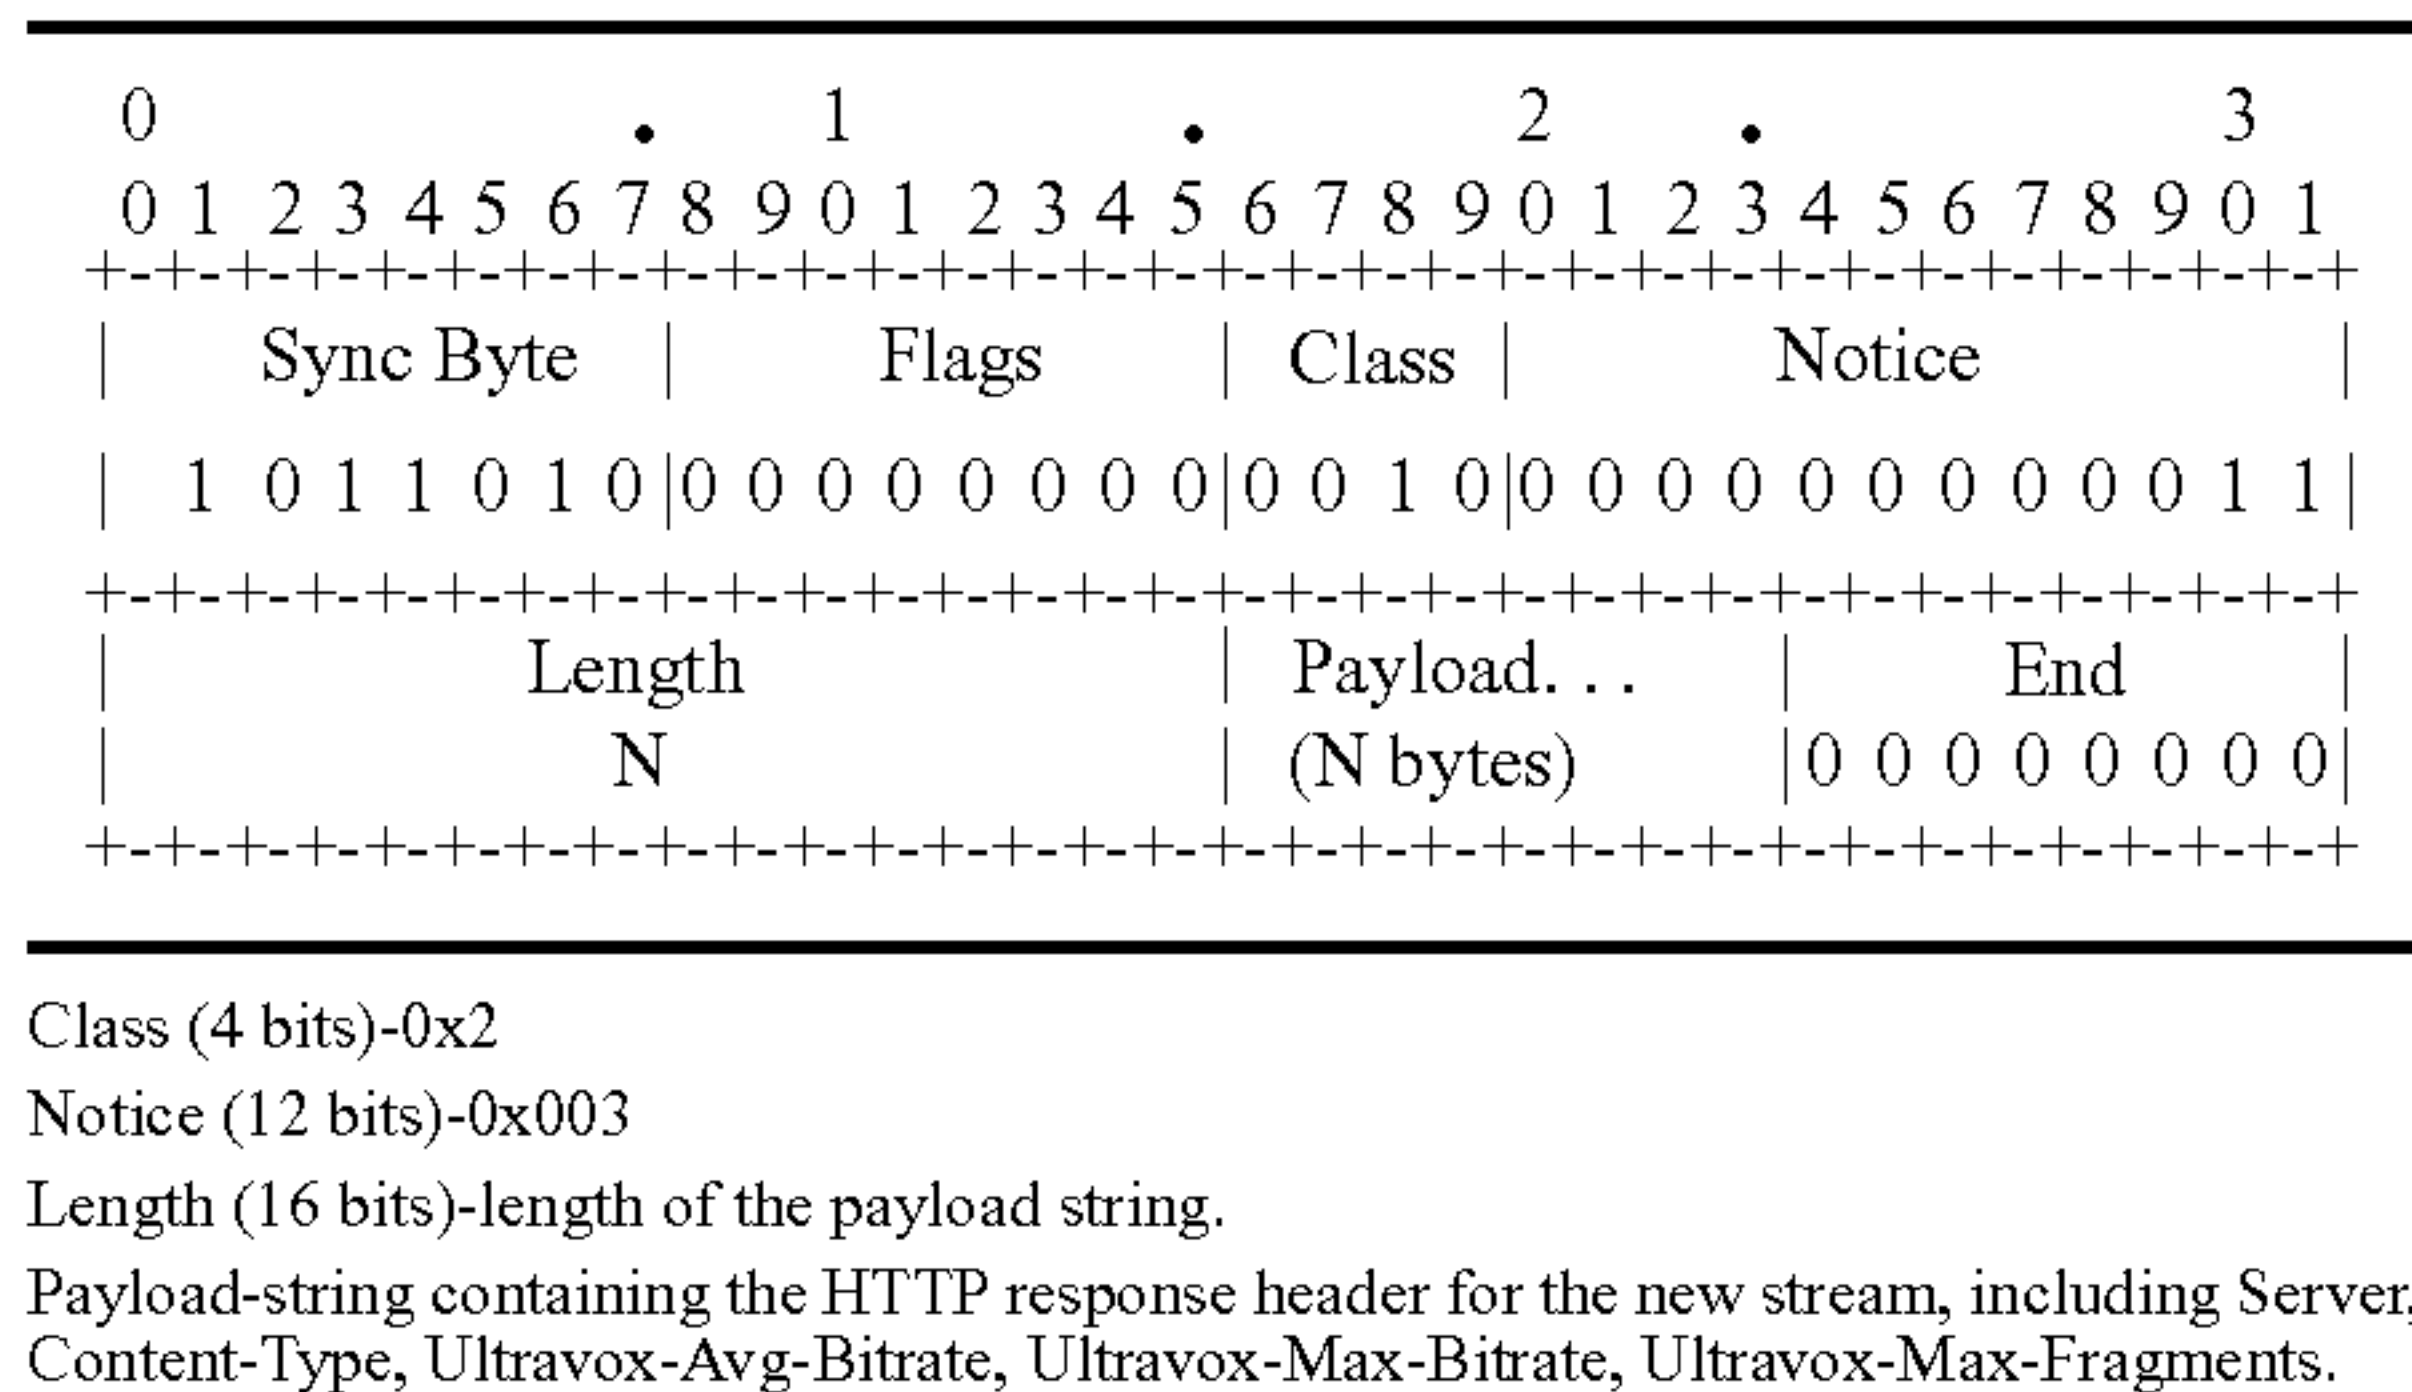 0 . 1 . 2 . 3
0 1 2 3 4 5 6 7 8 9 0 1 2 3 4 5 6 7 8 9 0 1 2 3 4 5 6 7 8 9 0 1
+-+-+-+-+-+-+-+-+-+-+-+-+-+-+-+-+-+-+-+-+-+-+-+-+-+-+-+-+-+-+-+-+
| Sync Byte | Flags | Class | Notice |
| 1 0 1 1 0 1 0|0 0 0 0 0 0 0 0|0 0 1 0|0 0 0 0 0 0 0 0 0 0 1 1|
+-+-+-+-+-+-+-+-+-+-+-+-+-+-+-+-+-+-+-+-+-+-+-+-+-+-+-+-+-+-+-+-+
| Length | Payload. . . | End |
| N | (N bytes) |0 0 0 0 0 0 0 0|
+-+-+-+-+-+-+-+-+-+-+-+-+-+-+-+-+-+-+-+-+-+-+-+-+-+-+-+-+-+-+-+-+
Class (4 bits)-0x2
Notice (12 bits)-0x003
Length (16 bits)-length of the payload string.
Payload-string containing the HTTP response header for the new stream, including Server,
Content-Type, Ultravox-Avg-Bitrate, Ultravox-Max-Bitrate, Ultravox-Max-Fragments.